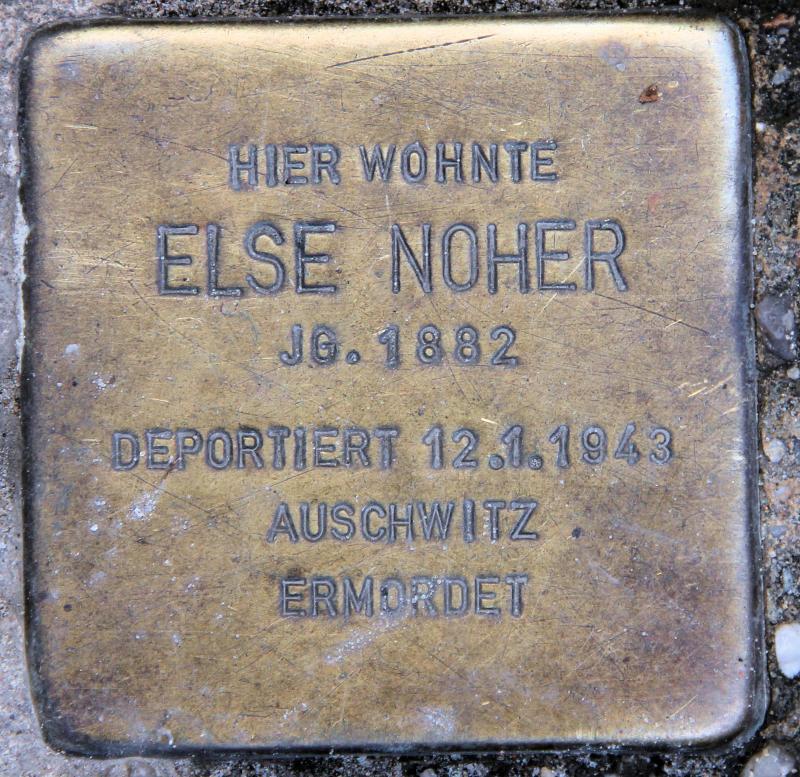 HIER WOHNTE
ELSE NOHER
JG. 1882
DEPORTIERT 12.1.1943
AUSCHWITZ
ERMORDET